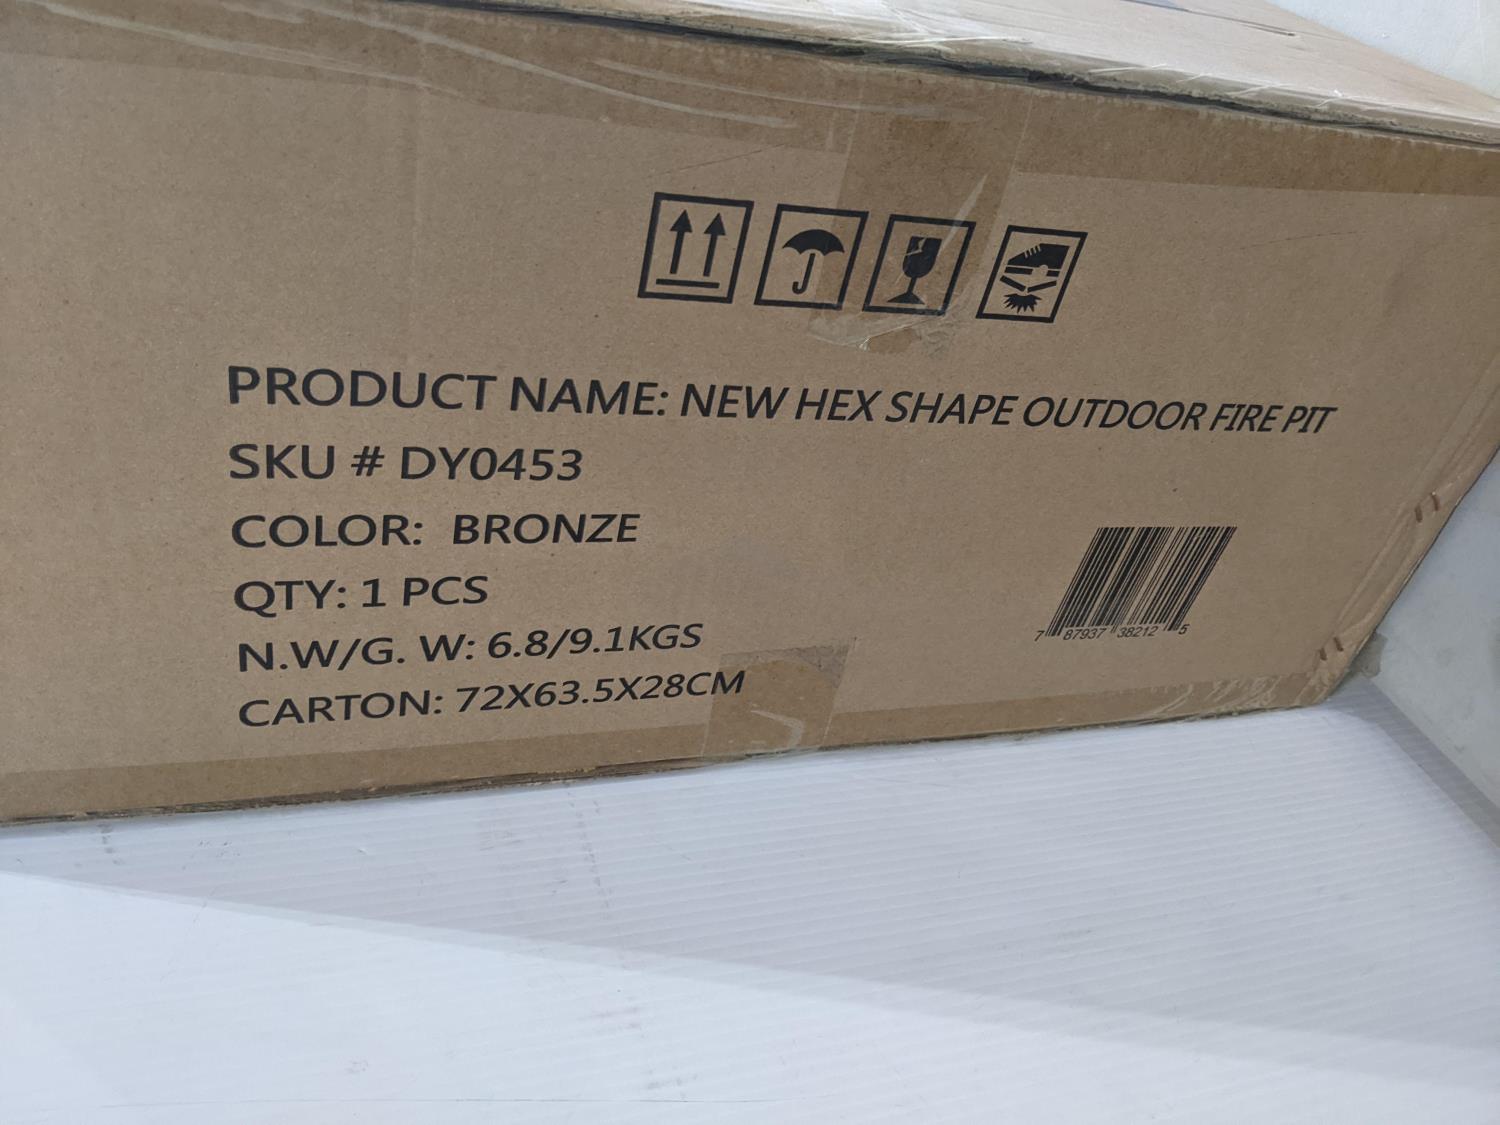 PRODUCT NAME: NEW HEX SHAPE OUTDOOR FIRE PIT
SKU # DY0453
COLOR: BRONZE
QTY: 1 PCS
N.W/G. W: 6.8/9.1KGS
CARTON: 72X63.5X28CM
7 87937 38212 5